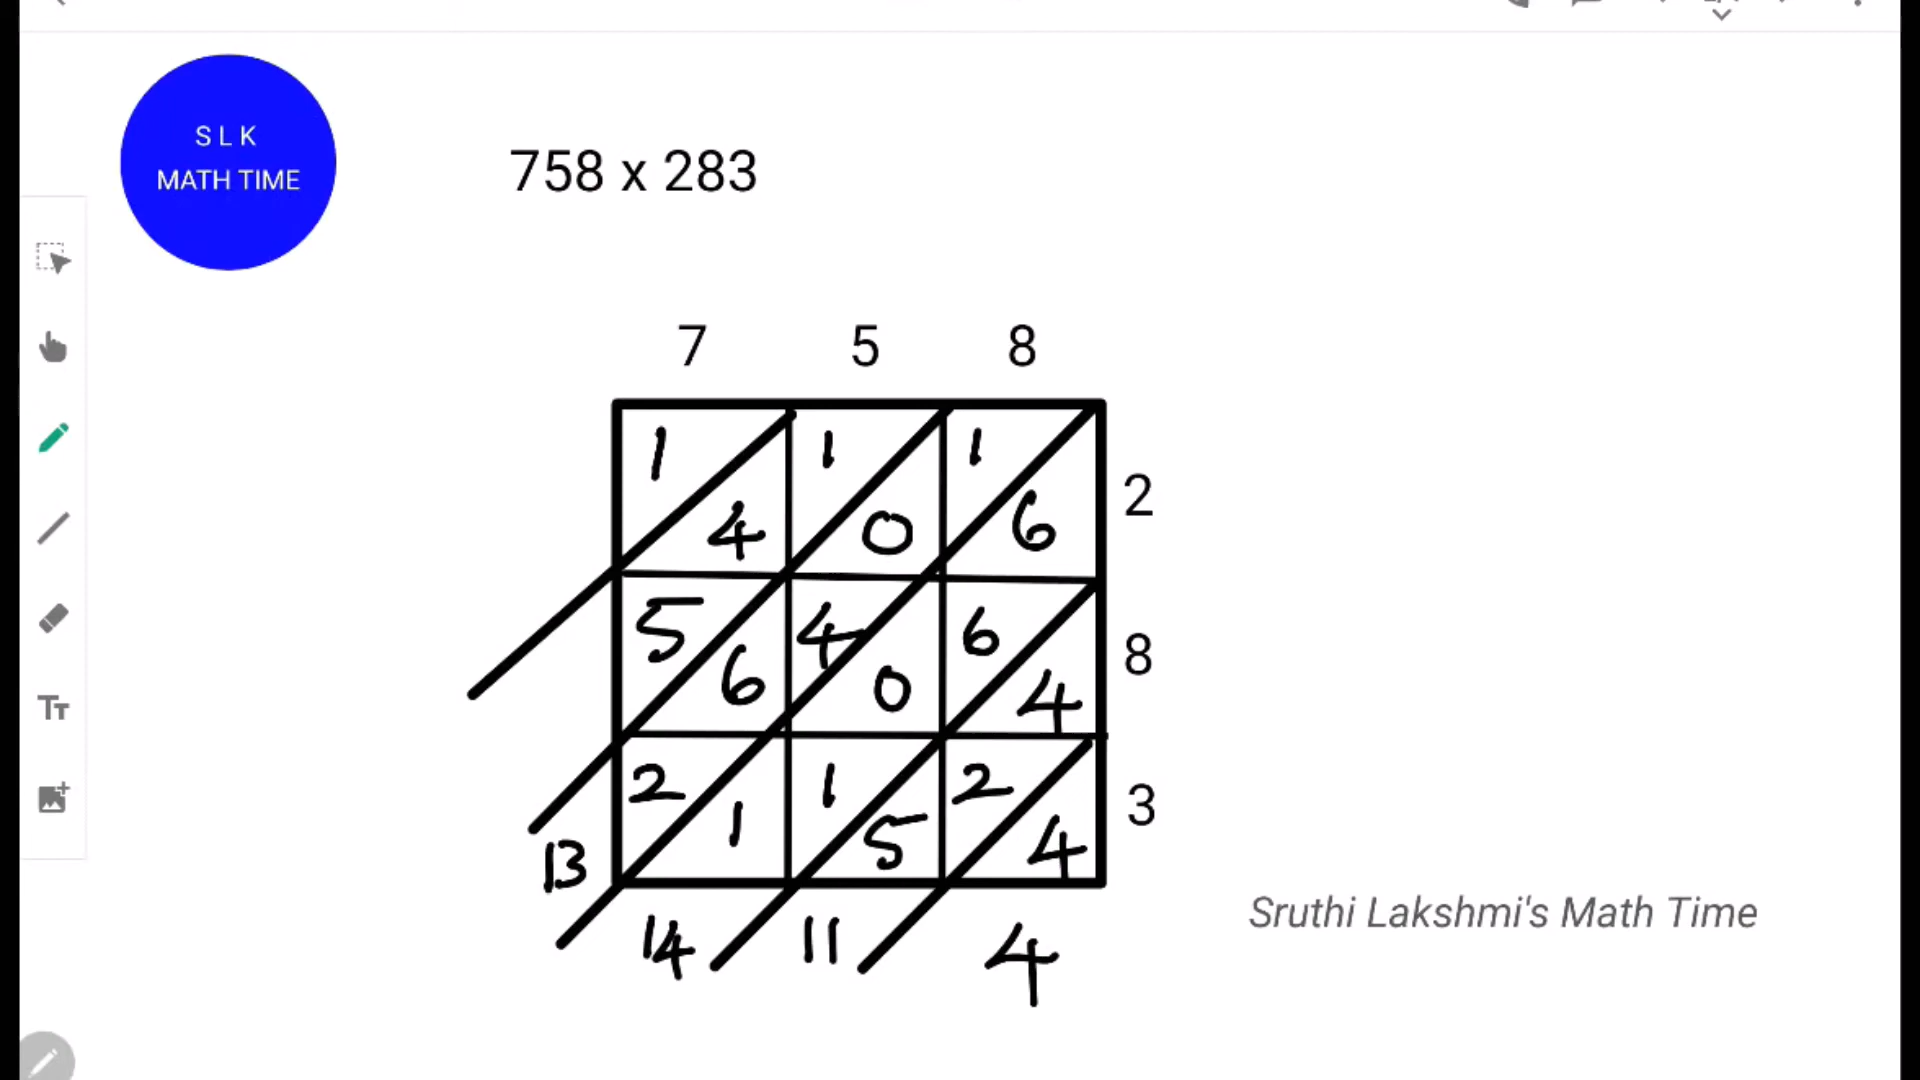 S L K
MATH TIME
758 x 283
7 5 8
1 1 1
2
4 0 6
5 4 6
8
6 0 4
2 1 2
3
1 5 4
13
14 11 4
Sruthi Lakshmi's Math Time
TT